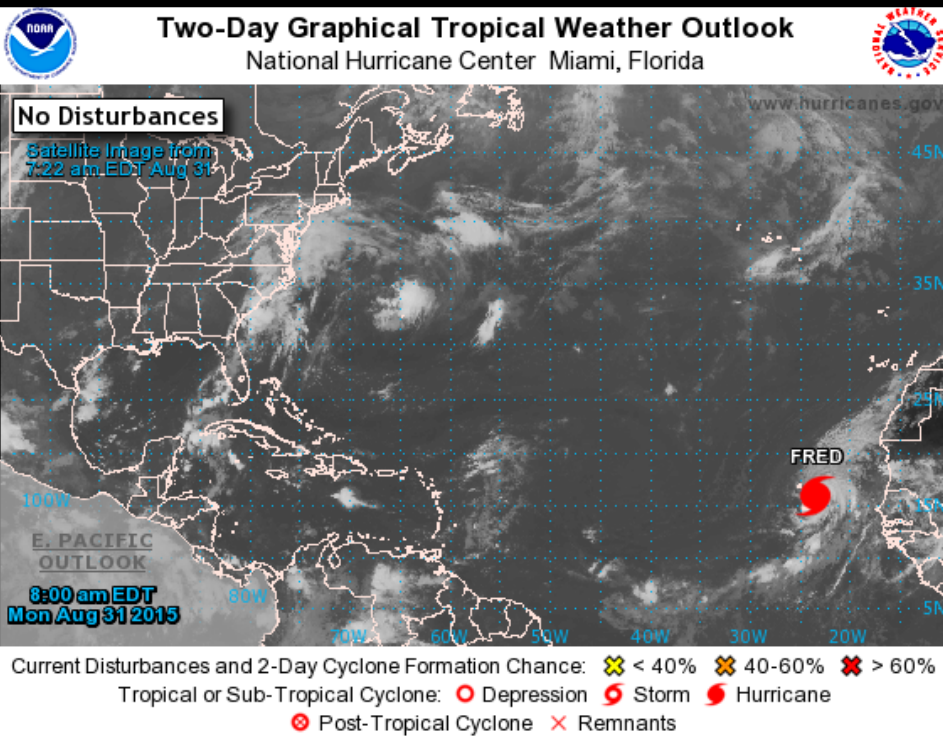 NOAA
Two-Day Graphical Tropical Weather Outlook
National Hurricane Center Miami, Florida
NATIONAL WEATHER
www.hurricanes.gov
No Disturbances
Satellite Image from
7:22 am EDT Aug 31
45N
35N
25N
FRED
100W
15N
E. PACIFIC
OUTLOOK
8:00 am EDT
Mon Aug 31 2015
80W
5N
70W 60W 50W 40W 30W 20W
Current Disturbances and 2-Day Cyclone Formation Chance: < 40% 40-60% > 60%
Tropical or Sub-Tropical Cyclone: Depression Storm Hurricane
Post-Tropical Cyclone Remnants